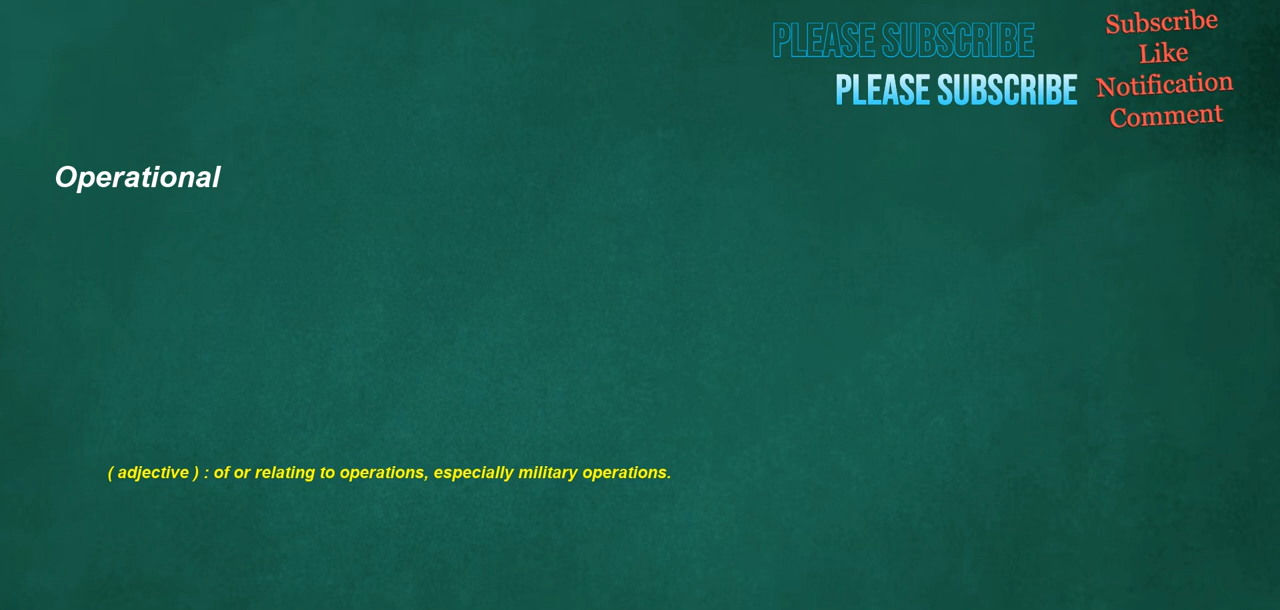 PLEASE SUBSCRIBE
PLEASE SUBSCRIBE
Subscribe
Like
Notification
Comment
Operational
( adjective ) : of or relating to operations, especially military operations.